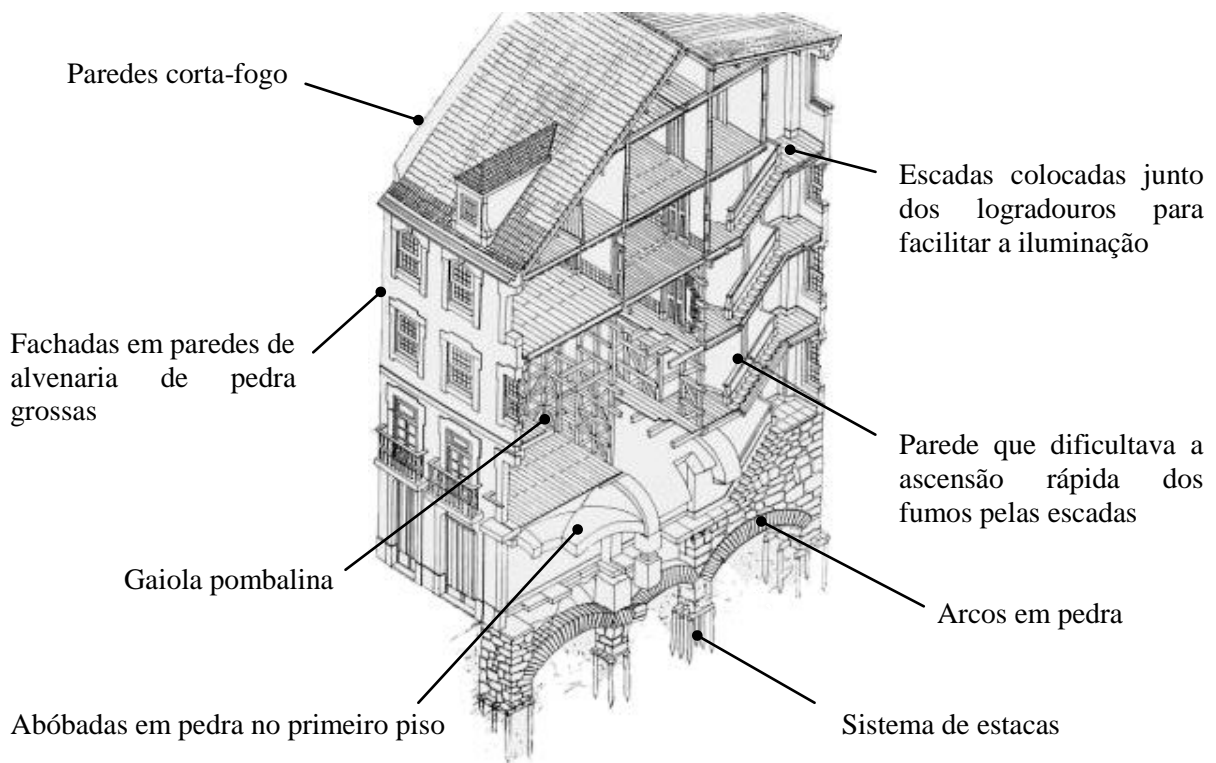 Paredes corta-fogo
Escadas colocadas junto
dos logradouros para
facilitar a iluminação
Fachadas em paredes de
alvenaria de pedra
grossas
Parede que dificultava a
ascensão rápida dos
fumos pelas escadas
Gaiola pombalina
Arcos em pedra
Abóbadas em pedra no primeiro piso
Sistema de estacas